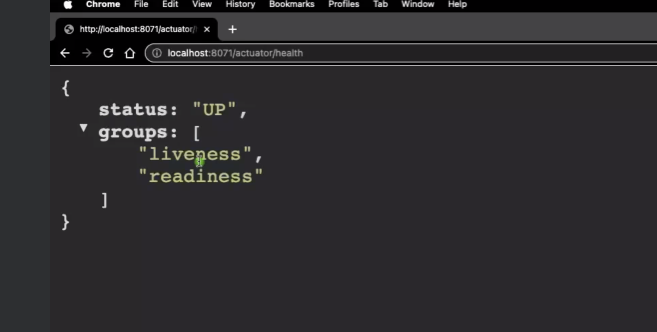 Chrome File Edit View History Bookmarks Profiles Tab Window Help
http://localhost:8071/actuator/
localhost:8071/actuator/health
{
status: "UP",
groups: [
"liveness",
"readiness"
]
}